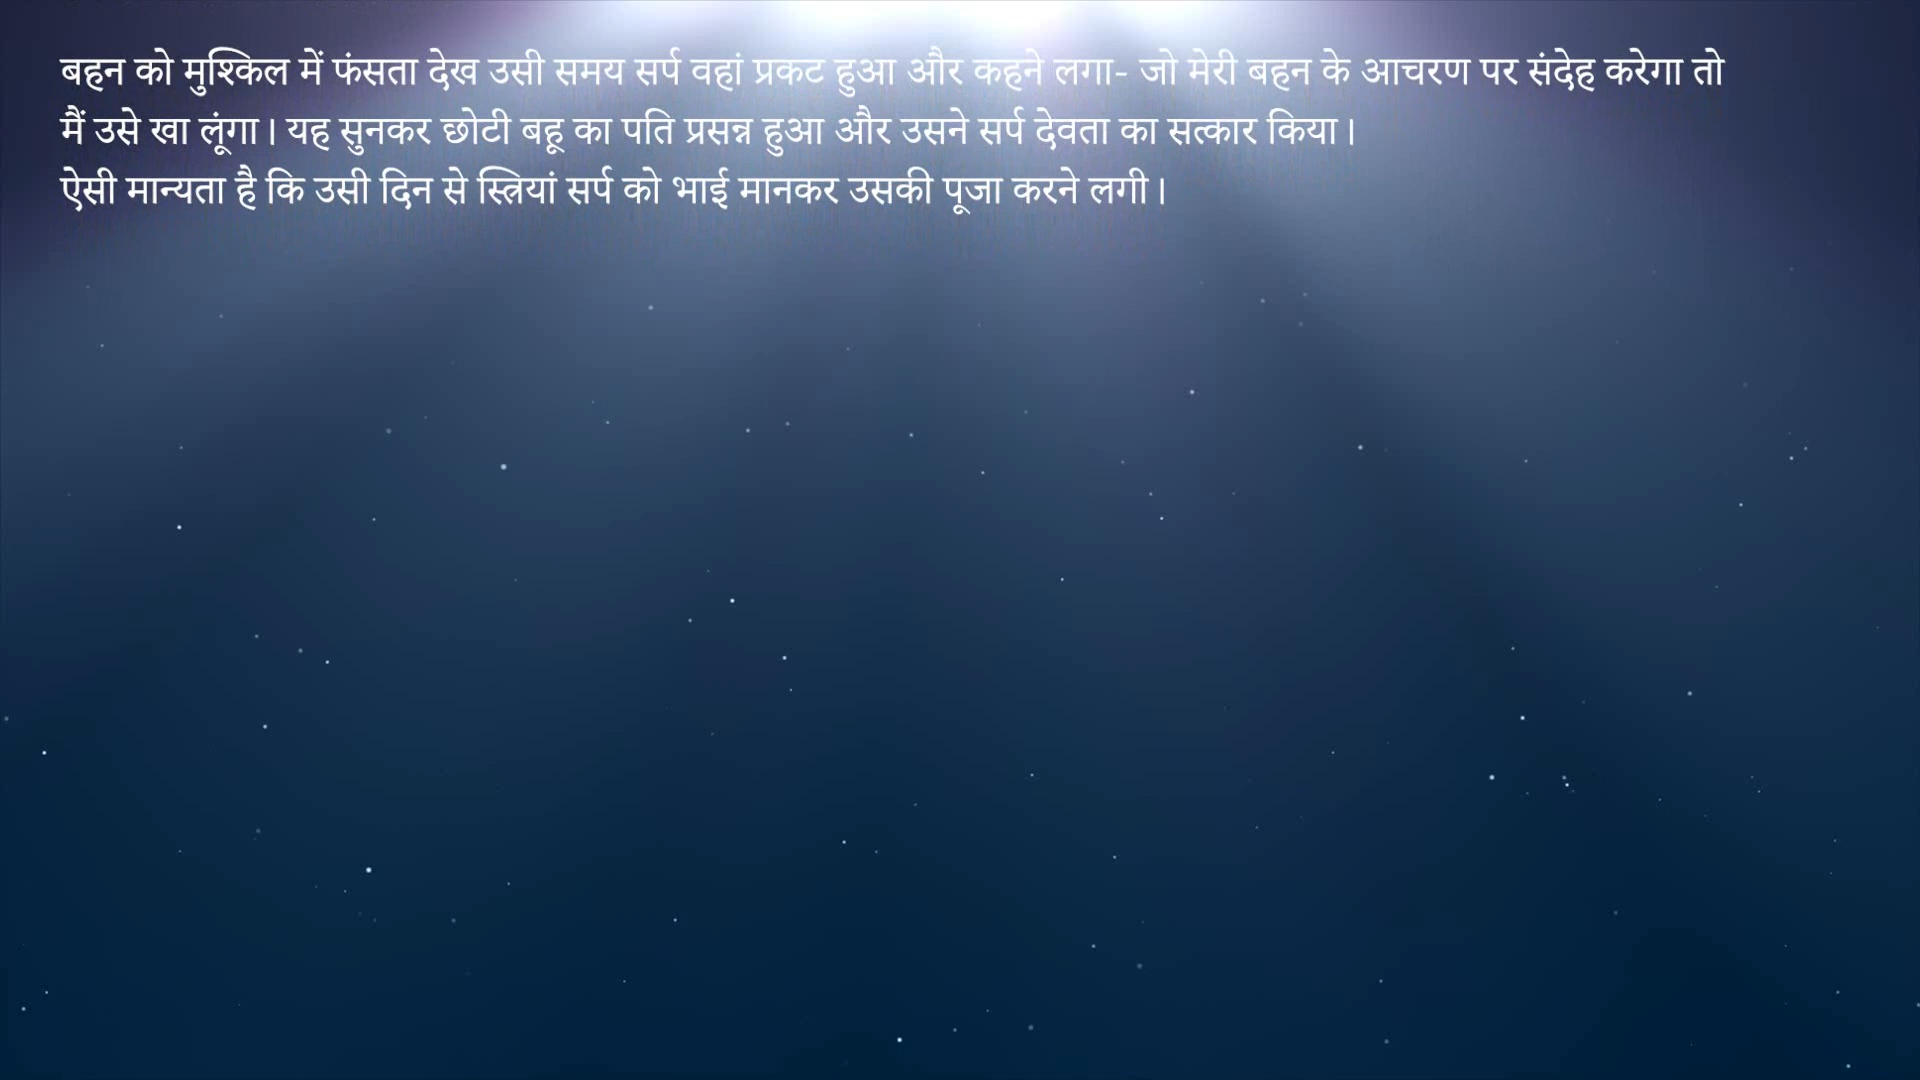 बहन को मुश्किल में फंसता देख उसी समय सर्प वहां प्रकट हुआ और कहने लगा- जो मेरी बहन के आचरण पर संदेह करेगा तो
मैं उसे खा लूंगा। यह सुनकर छोटी बहू का पति प्रसन्न हुआ और उसने सर्प देवता का सत्कार किया।
ऐसी मान्यता है कि उसी दिन से स्त्रियां सर्प को भाई मानकर उसकी पूजा करने लगी।